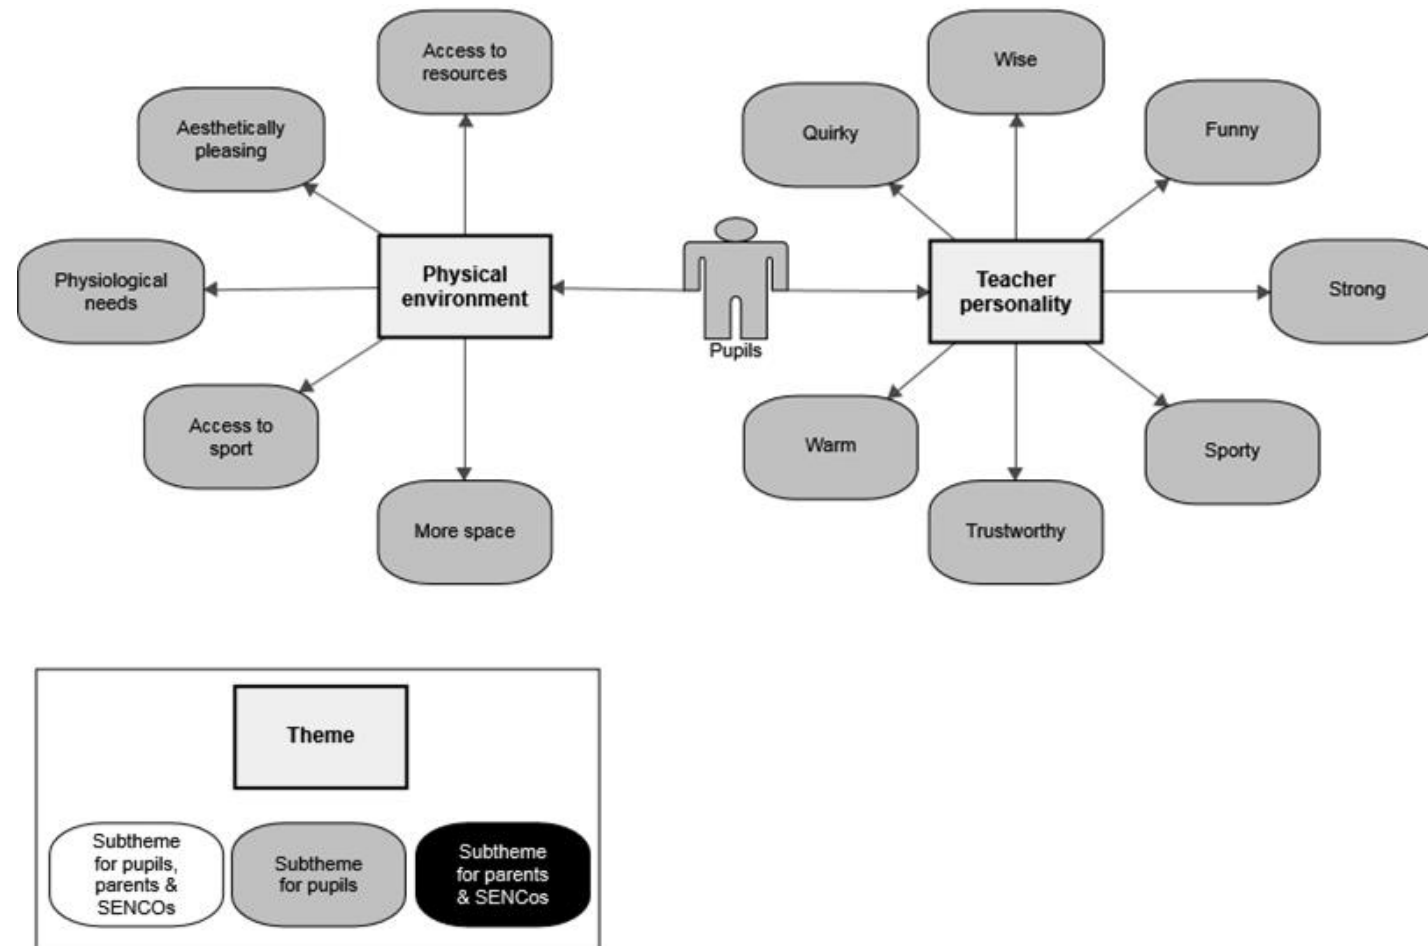 Access to
resources
Aesthetically
pleasing
Physiological
needs
Physical
environment
Access to
sport
More space
Pupils
Wise
Quirky
Funny
Teacher
personality
Strong
Warm
Sporty
Trustworthy
Theme
Subtheme
for pupils,
parents &
SENCOs
Subtheme
for pupils
Subtheme
for parents
& SENCos